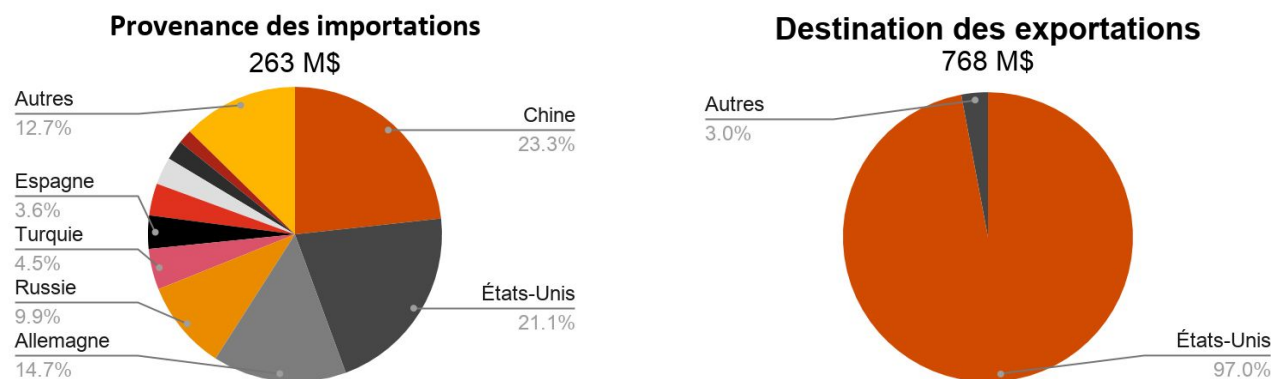 Provenance des importations
263 M$
Autres
12.7%
Chine
23.3%
Espagne
3.6%
Turquie
4.5%
Russie
9.9%
Allemagne
14.7%
États-Unis
21.1%
Destination des exportations
768 M$
Autres
3.0%
États-Unis
97.0%